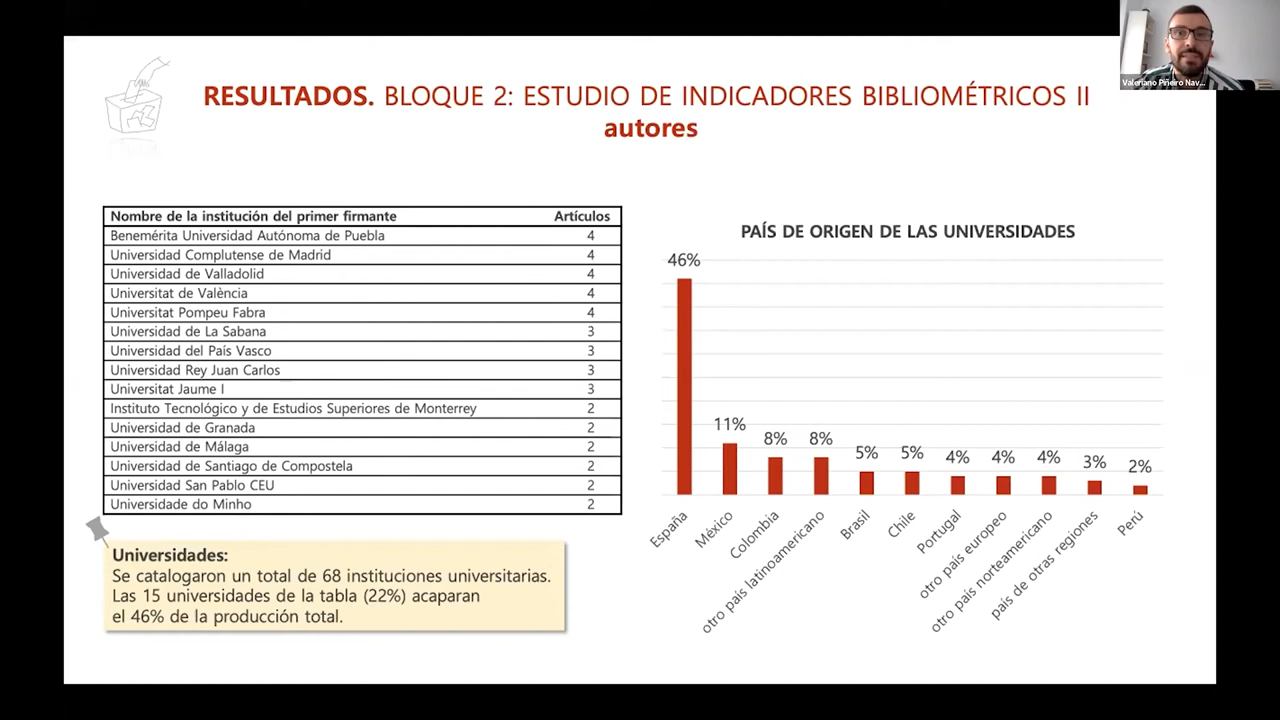 Valeriano Piñeiro Nav...
RESULTADOS. BLOQUE 2: ESTUDIO DE INDICADORES BIBLIOMÉTRICOS II
autores
Nombre de la institución del primer firmante Artículos
Benemérita Universidad Autónoma de Puebla 4
Universidad Complutense de Madrid 4
Universidad de Valladolid 4
Universitat de València 4
Universitat Pompeu Fabra 4
Universidad de La Sabana 3
Universidad del País Vasco 3
Universidad Rey Juan Carlos 3
Universitat Jaume I 3
Instituto Tecnológico y de Estudios Superiores de Monterrey 2
Universidad de Granada 2
Universidad de Málaga 2
Universidad de Santiago de Compostela 2
Universidad San Pablo CEU 2
Universidade do Minho 2
Universidades:
Se catalogaron un total de 68 instituciones universitarias.
Las 15 universidades de la tabla (22%) acaparan
el 46% de la producción total.
PAÍS DE ORIGEN DE LAS UNIVERSIDADES
46%
11%
8%
8%
5%
5%
4%
4%
4%
3%
2%
España
México
Colombia
otro país latinoamericano
Brasil
Chile
Portugal
otro país europeo
otro país norteamericano
país de otras regiones
Perú